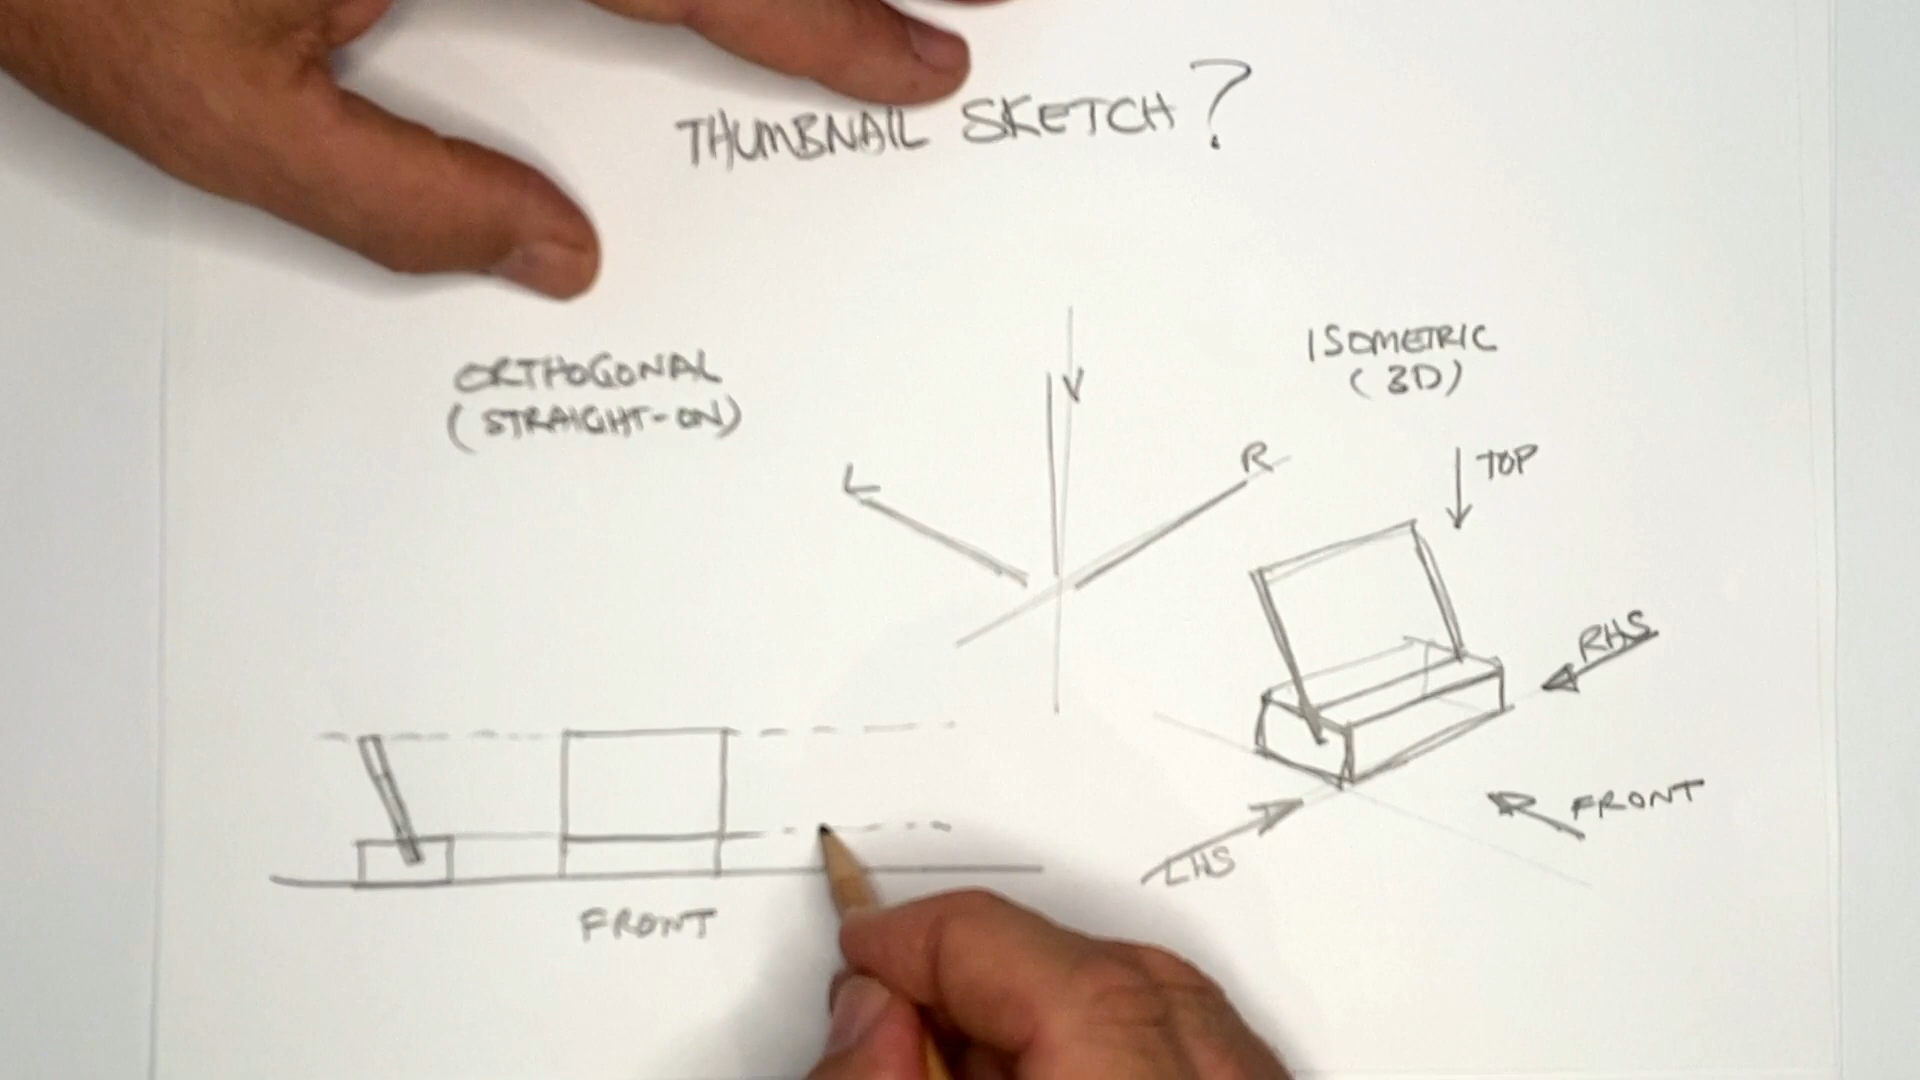 THUMBNAIL SKETCH?
ORTHOGONAL
(STRAIGHT-ON)
V
L
R
ISOMETRIC
(3D)
TOP
RHS
FRONT
LHS
FRONT